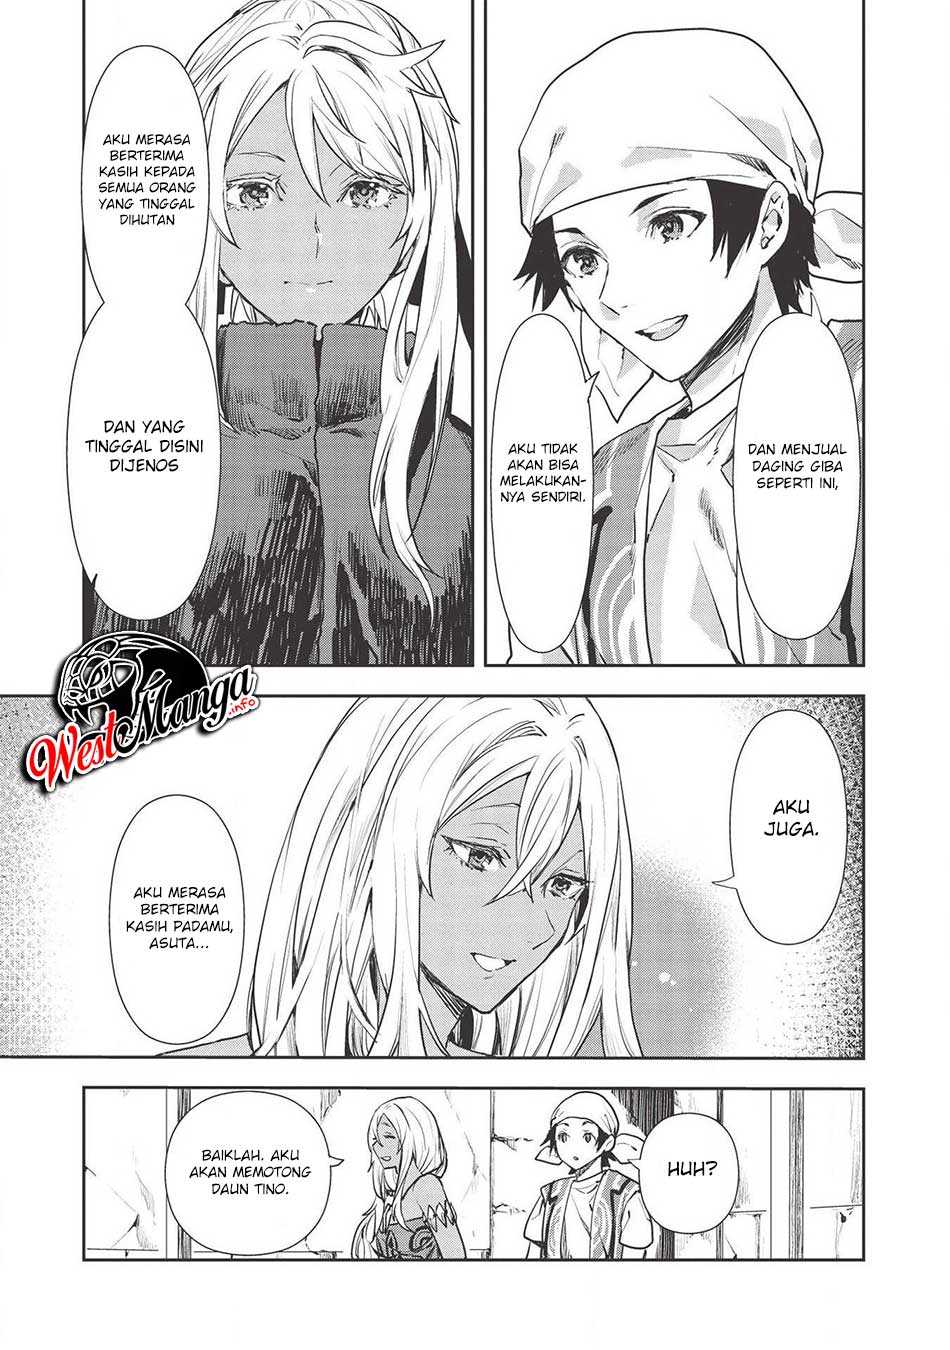 DAN MENJUAL
DAGING GIBA
SEPERTI INI,
AKU TIDAK
AKAN BISA
MELAKUKAN-
NYA SENDIRI.
AKU MERASA
BERTERIMA
KASIH KEPADA
SEMUA ORANG
YANG TINGGAL
DIHUTAN
DAN YANG
TINGGAL DISINI
DIJENOS
WestManga
.info
AKU
JUGA.
AKU MERASA
BERTERIMA
KASIH PADAMU,
ASUTA...
HUH?
BAIKLAH. AKU
AKAN MEMOTONG
DAUN TINO.